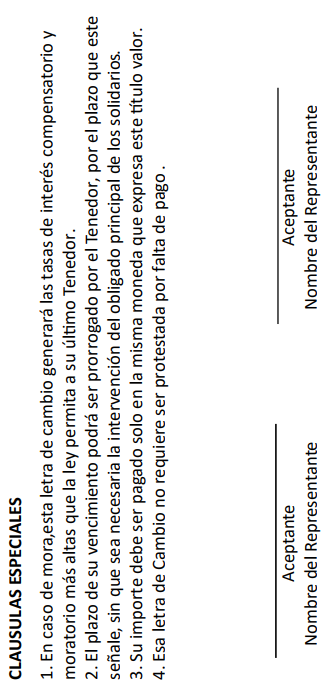 CLAUSULAS ESPECIALES
1. En caso de mora,esta letra de cambio generará las tasas de interés compensatorio y
moratorio más altas que la ley permita a su último Tenedor.
2. El plazo de su vencimiento podrá ser prorrogado por el Tenedor, por el plazo que este
señale, sin que sea necesaria la intervención del obligado principal de los solidarios.
3. Su importe debe ser pagado solo en la misma moneda que expresa este título valor.
4. Esa letra de Cambio no requiere ser protestada por falta de pago .
Aceptante
Nombre del Representante
Aceptante
Nombre del Representante